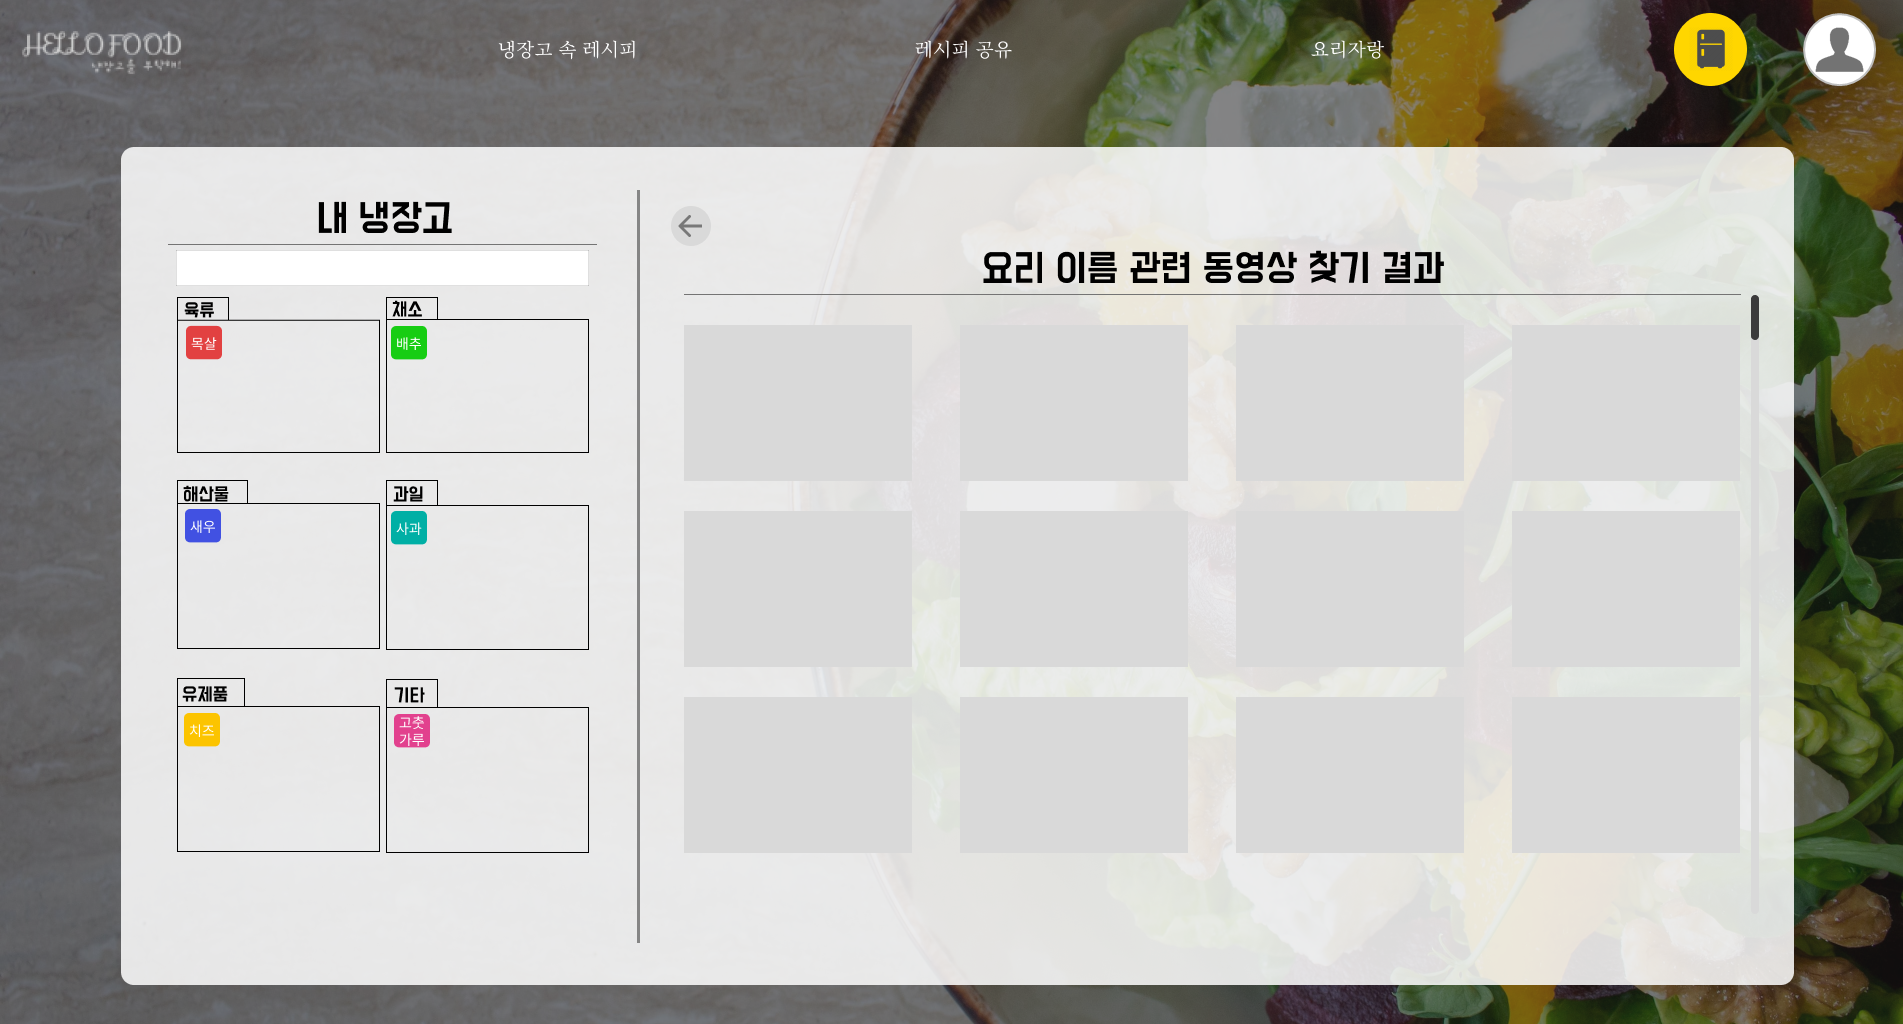 HELLO FOOD
냉장고를 부탁해!
냉장고 속 레시피
레시피 공유
요리자랑
내 냉장고
육류
채소
목살
배추
해산물
과일
새우
사과
유제품
기타
치즈
고춧
가루
요리 이름 관련 동영상 찾기 결과